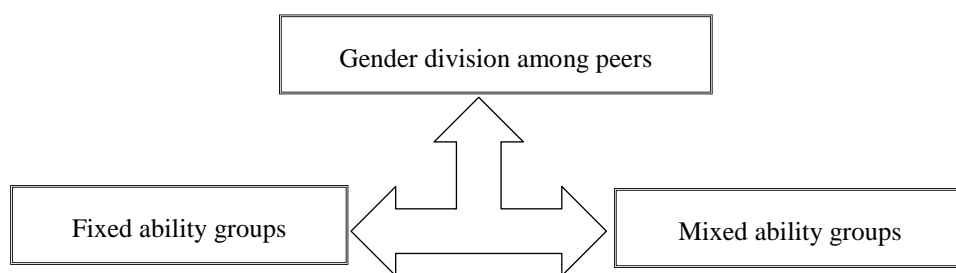 Gender division among peers
Fixed ability groups
Mixed ability groups